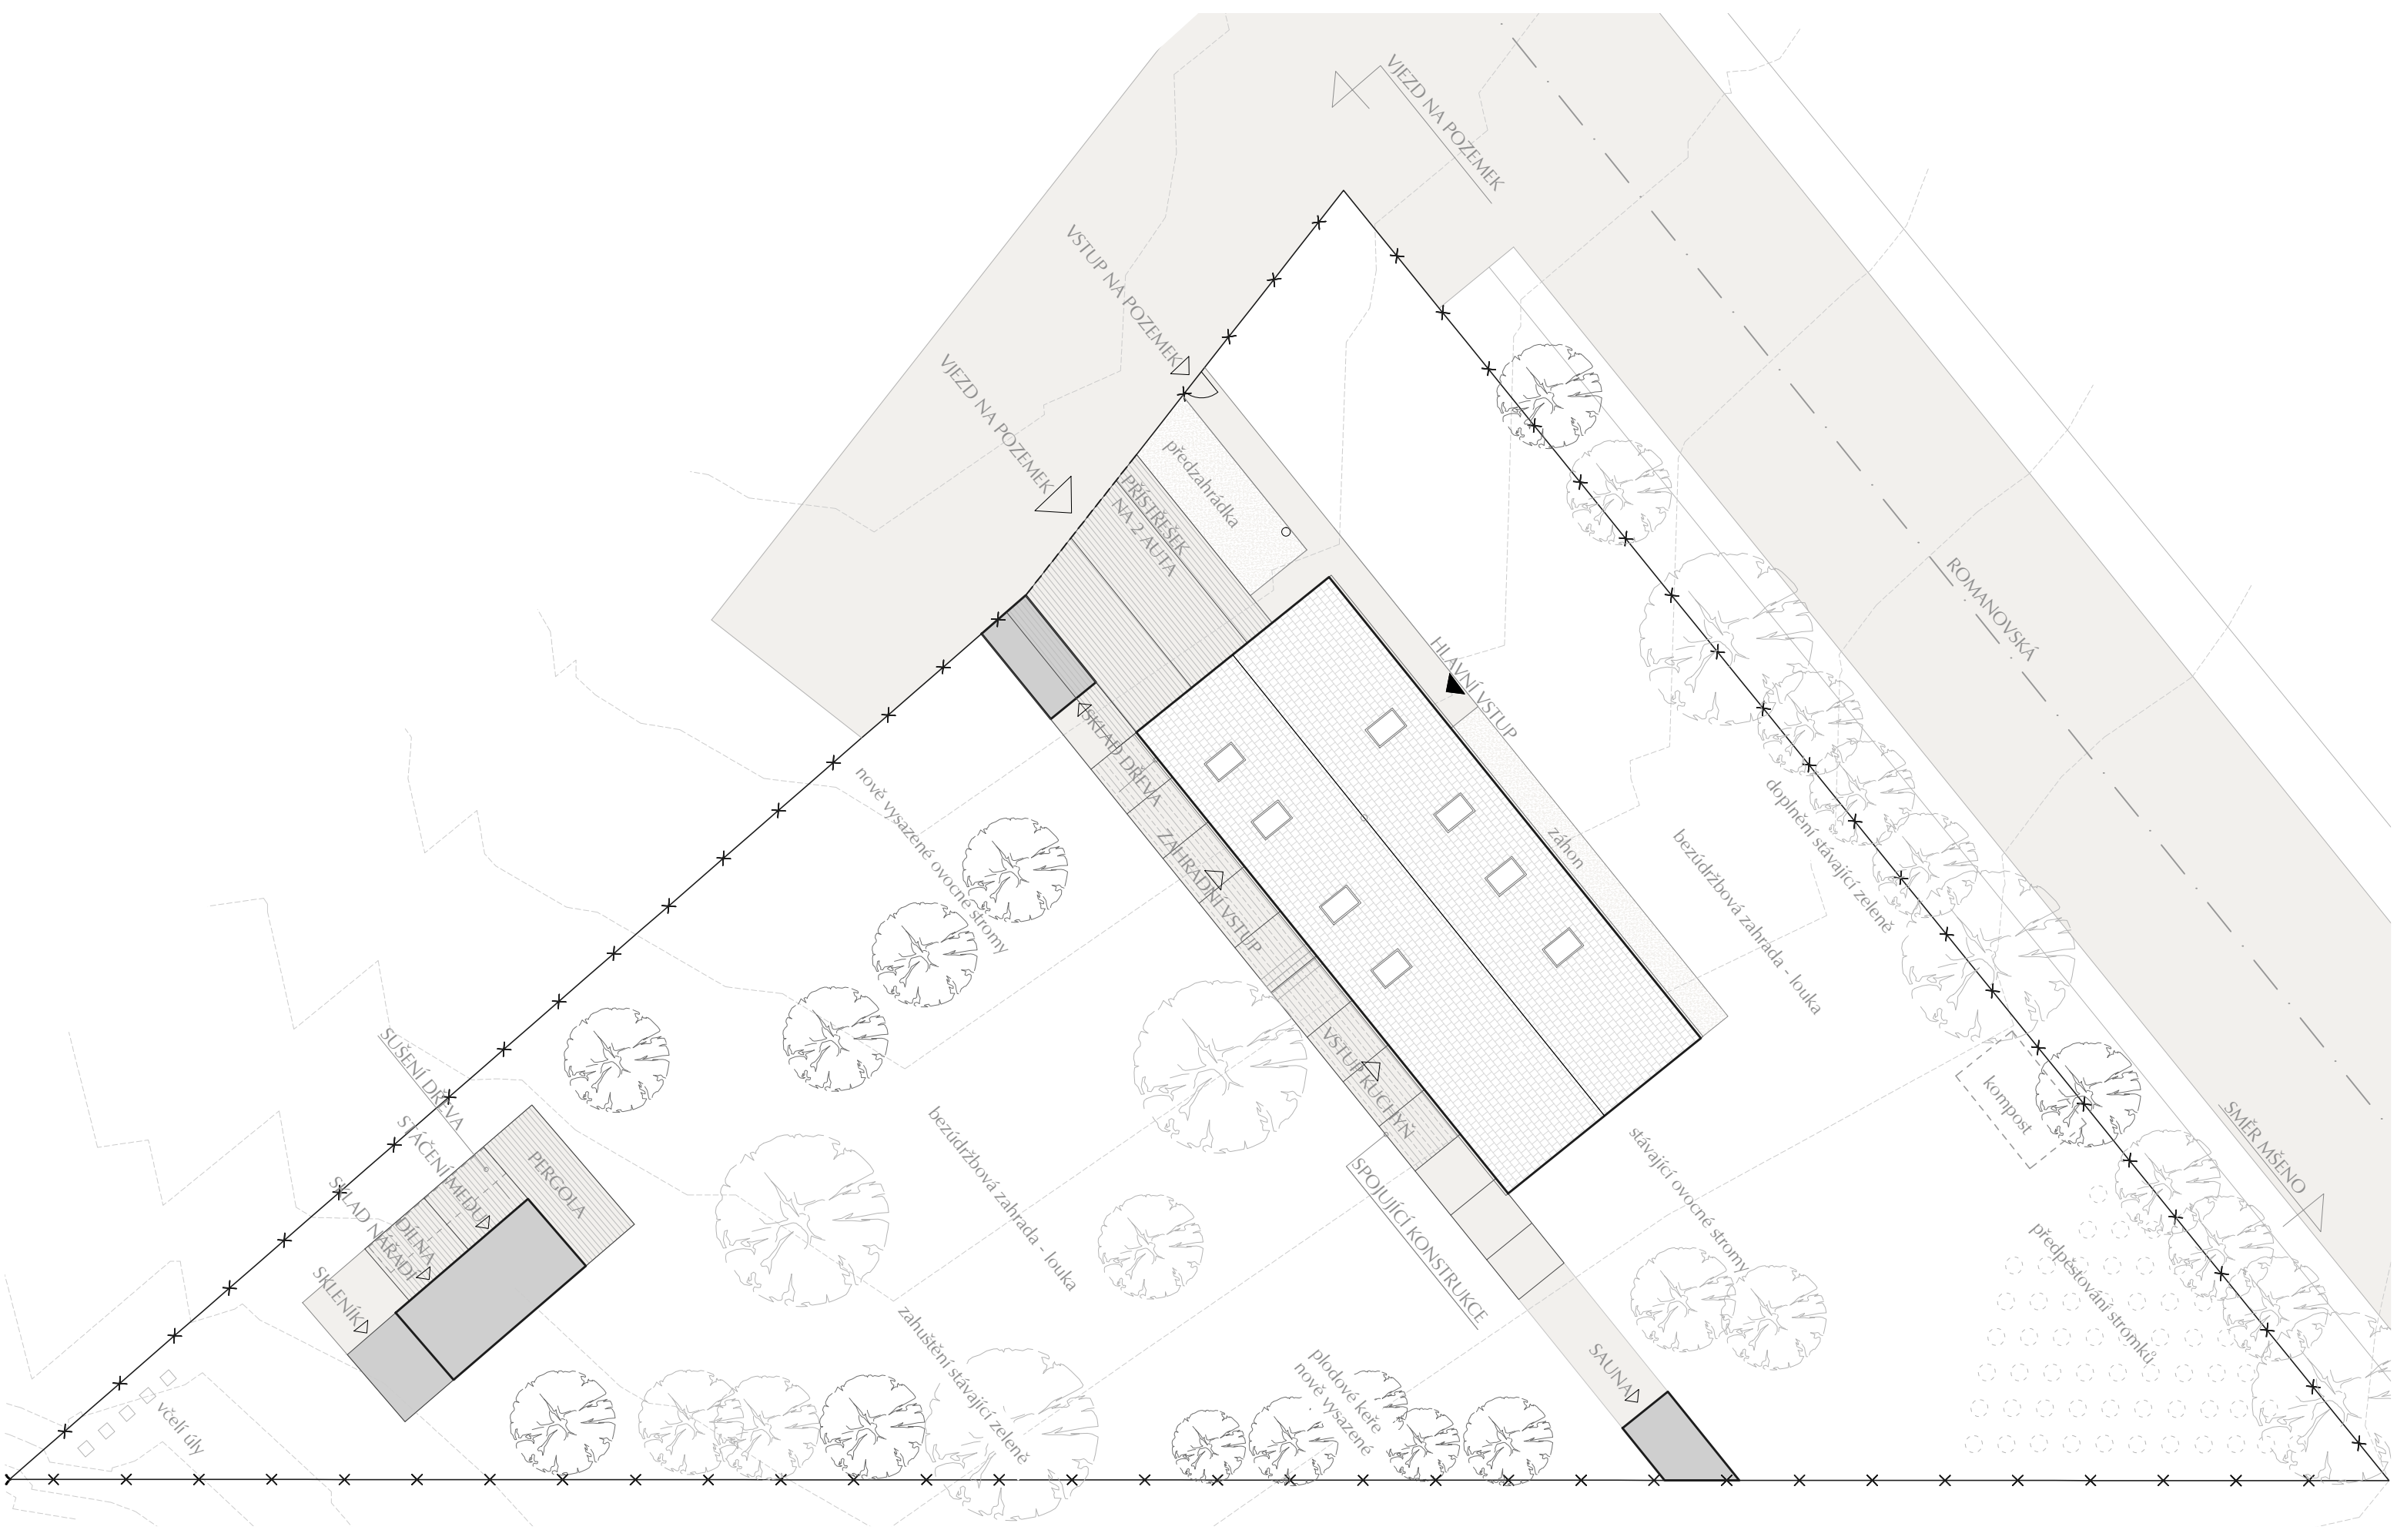 VJEZD NA POZEMEK
VSTUP NA POZEMEK
VJEZD NA POZEMEK
předzahrádka
PŘÍSTŘEŠEK
NA 2 AUTA
ROMANOVSKÁ
HLAVNÍ VSTUP
SKLAD DŘEVA
nově vysazené ovocné stromy
ZAHRADNÍ VSTUP
záhon
doplnění stávající zeleně
bezúdržbová zahrada - louka
SUŠENÍ DŘEVA
STÁČENÍ MEDU
PERGOLA
SKLAD NÁŘADÍ
DÍLNA
SKLENÍK
včelí úly
bezúdržbová zahrada - louka
VSTUP KUCHYŇ
SPOJUJÍCÍ KONSTRUKCE
kompost
SMĚR MŠENO
stávající ovocné stromy
předpěstování stromků
zahuštění stávající zeleně
plodové keře
nově vysazené
SAUNA